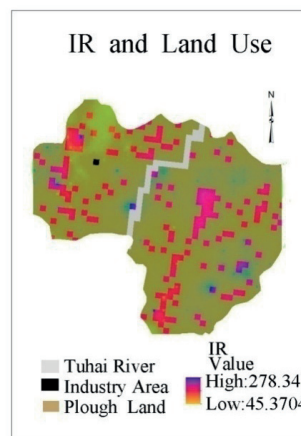 IR and Land Use
N
Tuhai River
Industry Area
Plough Land
IR
Value
High:278.34
Low:45.3704